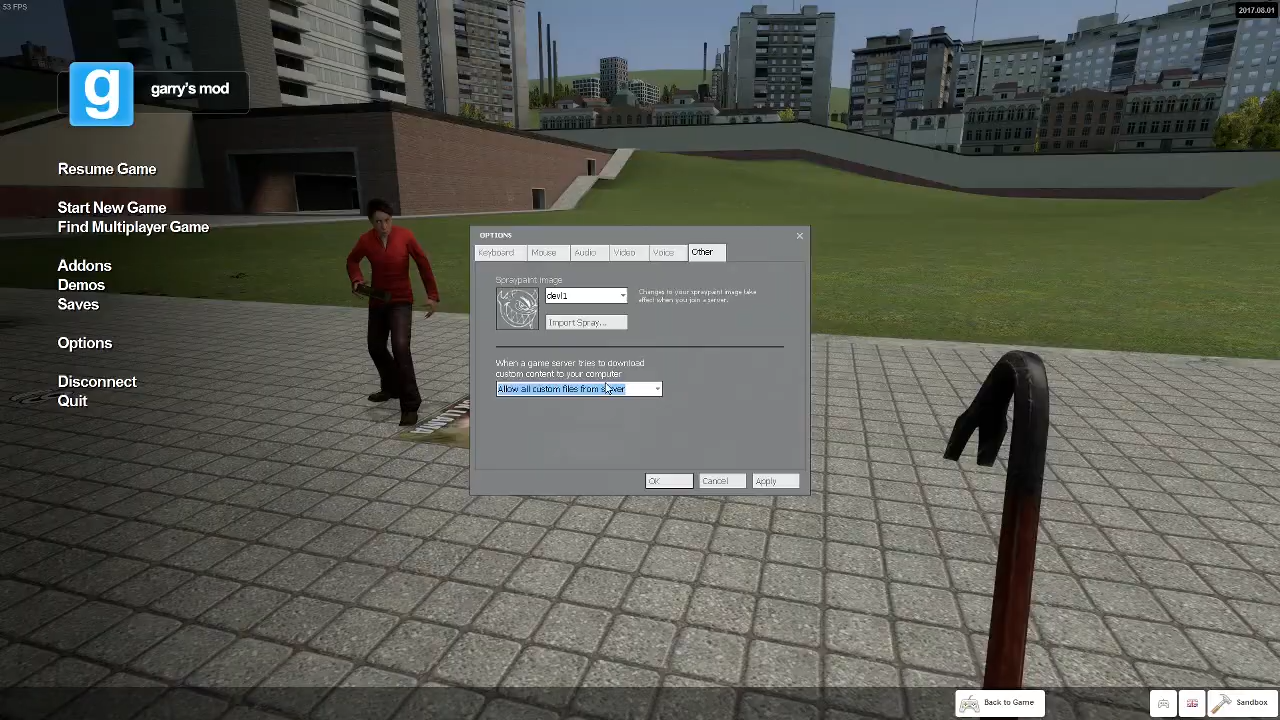 53 FPS
2017.08.01
g
garry's mod
Resume Game
Start New Game
Find Multiplayer Game
Addons
Demos
Saves
Options
Disconnect
Quit
OPTIONS
Keyboard Mouse Audio Video Voice Other
Spraypaint image
devl1
Changes to your spraypaint image take
effect when you join a server.
Import Spray...
When a game server tries to download
custom content to your computer
Allow all custom files from server
OK Cancel Apply
Back to Game
Sandbox